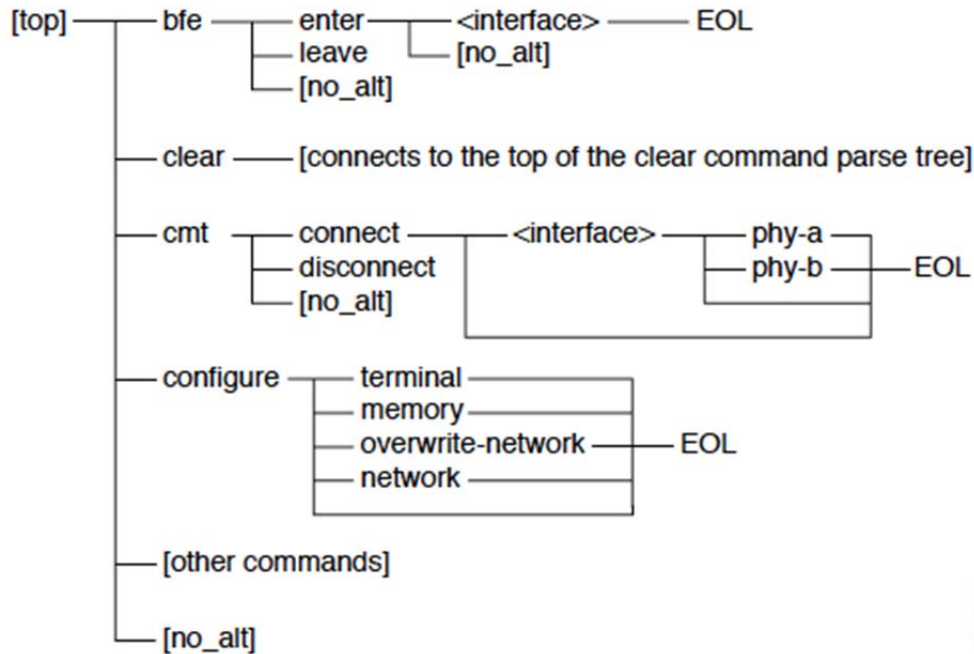 [top] bfe enter <interface> EOL
leave [no_alt]
[no_alt]
clear [connects to the top of the clear command parse tree]
cmt connect <interface> phy-a
disconnect phy-b EOL
[no_alt]
configure terminal
memory
overwrite-network EOL
network
[other commands]
[no_alt]